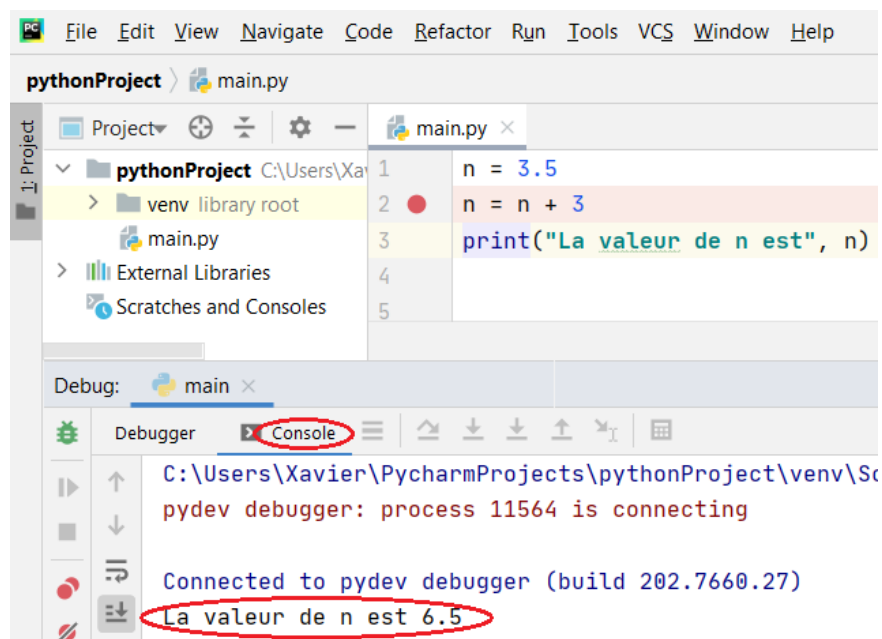 PC File Edit View Navigate Code Refactor Run Tools VCS Window Help
pythonProject main.py
1: Project
Project
pythonProject C:\Users\Xa
venv library root
main.py
External Libraries
Scratches and Consoles
main.py
1 n = 3.5
2 n = n + 3
3 print("La valeur de n est", n)
4
5
Debug: main
Debugger Console
C:\Users\Xavier\PycharmProjects\pythonProject\venv\Sc
pydev debugger: process 11564 is connecting
Connected to pydev debugger (build 202.7660.27)
La valeur de n est 6.5